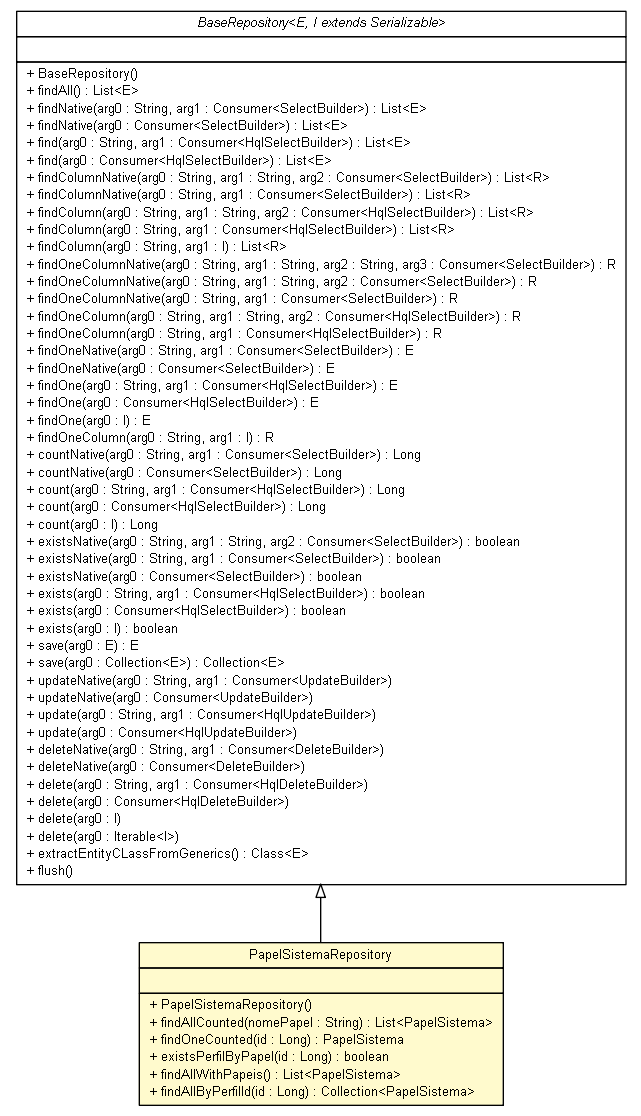 BaseRepository<E, I extends Serializable>
+ BaseRepository()
+ findAll() : List<E>
+ findNative(arg0 : String, arg1 : Consumer<SelectBuilder>) : List<E>
+ findNative(arg0 : Consumer<SelectBuilder>) : List<E>
+ find(arg0 : String, arg1 : Consumer<HqlSelectBuilder>) : List<E>
+ find(arg0 : Consumer<HqlSelectBuilder>) : List<E>
+ findColumnNative(arg0 : String, arg1 : String, arg2 : Consumer<SelectBuilder>) : List<R>
+ findColumnNative(arg0 : String, arg1 : Consumer<SelectBuilder>) : List<R>
+ findColumn(arg0 : String, arg1 : String, arg2 : Consumer<HqlSelectBuilder>) : List<R>
+ findColumn(arg0 : String, arg1 : Consumer<HqlSelectBuilder>) : List<R>
+ findColumn(arg0 : String, arg1 : I) : List<R>
+ findOneColumnNative(arg0 : String, arg1 : String, arg2 : String, arg3 : Consumer<SelectBuilder>) : R
+ findOneColumnNative(arg0 : String, arg1 : String, arg2 : Consumer<SelectBuilder>) : R
+ findOneColumnNative(arg0 : String, arg1 : Consumer<SelectBuilder>) : R
+ findOneColumn(arg0 : String, arg1 : String, arg2 : Consumer<HqlSelectBuilder>) : R
+ findOneColumn(arg0 : String, arg1 : Consumer<HqlSelectBuilder>) : R
+ findOneNative(arg0 : String, arg1 : Consumer<SelectBuilder>) : E
+ findOneNative(arg0 : Consumer<SelectBuilder>) : E
+ findOne(arg0 : String, arg1 : Consumer<HqlSelectBuilder>) : E
+ findOne(arg0 : Consumer<HqlSelectBuilder>) : E
+ findOne(arg0 : I) : E
+ findOneColumn(arg0 : String, arg1 : I) : R
+ countNative(arg0 : String, arg1 : Consumer<SelectBuilder>) : Long
+ countNative(arg0 : Consumer<SelectBuilder>) : Long
+ count(arg0 : String, arg1 : Consumer<HqlSelectBuilder>) : Long
+ count(arg0 : Consumer<HqlSelectBuilder>) : Long
+ count(arg0 : I) : Long
+ existsNative(arg0 : String, arg1 : String, arg2 : Consumer<SelectBuilder>) : boolean
+ existsNative(arg0 : String, arg1 : Consumer<SelectBuilder>) : boolean
+ existsNative(arg0 : Consumer<SelectBuilder>) : boolean
+ exists(arg0 : String, arg1 : Consumer<HqlSelectBuilder>) : boolean
+ exists(arg0 : Consumer<HqlSelectBuilder>) : boolean
+ exists(arg0 : I) : boolean
+ save(arg0 : E) : E
+ save(arg0 : Collection<E>) : Collection<E>
+ updateNative(arg0 : String, arg1 : Consumer<UpdateBuilder>)
+ updateNative(arg0 : Consumer<UpdateBuilder>)
+ update(arg0 : String, arg1 : Consumer<HqlUpdateBuilder>)
+ update(arg0 : Consumer<HqlUpdateBuilder>)
+ deleteNative(arg0 : String, arg1 : Consumer<DeleteBuilder>)
+ deleteNative(arg0 : Consumer<DeleteBuilder>)
+ delete(arg0 : String, arg1 : Consumer<HqlDeleteBuilder>)
+ delete(arg0 : Consumer<HqlDeleteBuilder>)
+ delete(arg0 : I)
+ delete(arg0 : Iterable<I>)
+ extractEntityCLassFromGenerics() : Class<E>
+ flush()
PapelSistemaRepository
+ PapelSistemaRepository()
+ findAllCounted(nomePapel : String) : List<PapelSistema>
+ findOneCounted(id : Long) : PapelSistema
+ existsPerfilByPapel(id : Long) : boolean
+ findAllWithPapeis() : List<PapelSistema>
+ findAllByPerfilId(id : Long) : Collection<PapelSistema>